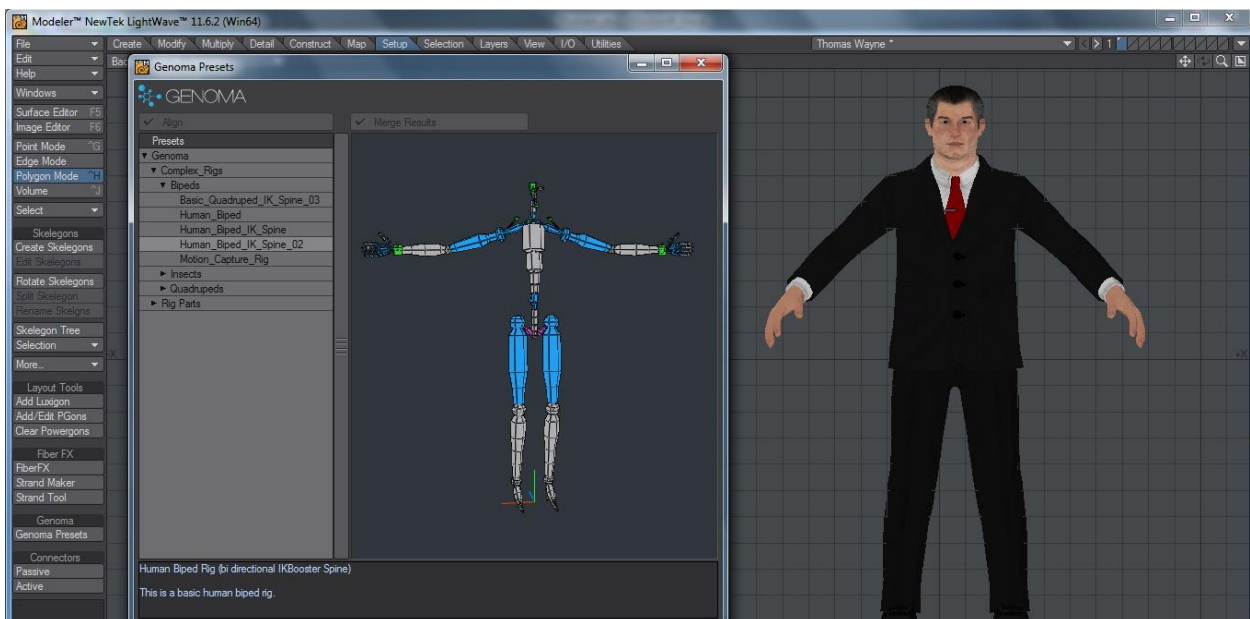 Modeler™ NewTek LightWave™ 11.6.2 (Win64)
File
Create Modify Multiply Detail Construct Map Setup Selection Layers View I/O Utilities
Thomas Wayne *
1
Edit
Help
Windows
Surface Editor F5
Image Editor F6
Point Mode ^G
Edge Mode
Polygon Mode ^H
Volume ^J
Select
Skelegons
Create Skelegons
Edit Skelegons
Rotate Skelegons
Split Skelegon
Rename Skelgns
Skelegon Tree
Selection
More...
Layout Tools
Add Luxigon
Add/Edit PGons
Clear Powergons
Fiber FX
FiberFX
Strand Maker
Strand Tool
Genoma
Genoma Presets
Connectors
Passive
Active
Bac
Genoma Presets
GENOMA
Align
Merge Results
Presets
Genoma
Complex_Rigs
Bipeds
Basic_Quadruped_IK_Spine_03
Human_Biped
Human_Biped_IK_Spine
Human_Biped_IK_Spine_02
Motion_Capture_Rig
Insects
Quadrupeds
Rig Parts
Human Biped Rig (bi directional IKBooster Spine)
This is a basic human biped rig.
-X
+X